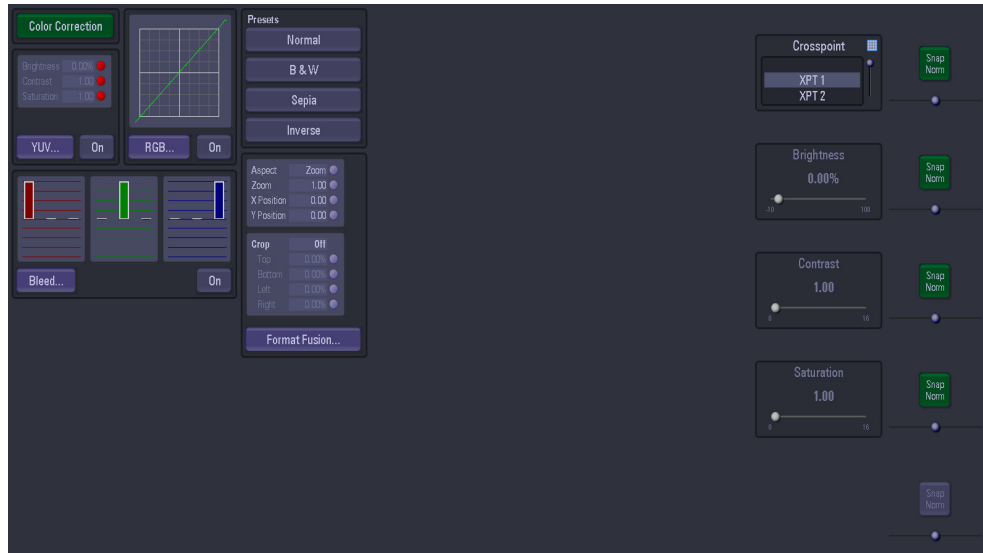 Color Correction
Brightness 0.00%
Contrast 1.00
Saturation 1.00
YUV... On
RGB... On
Bleed... On
Presets
Normal
B & W
Sepia
Inverse
Aspect Zoom
Zoom 1.00
X Position 0.00
Y Position 0.00
Crop Off
Top 0.00%
Bottom 0.00%
Left 0.00%
Right 0.00%
Format Fusion...
Crosspoint
XPT 1
XPT 2
Snap
Norm
Brightness
0.00%
-10 100
Snap
Norm
Contrast
1.00
0 16
Snap
Norm
Saturation
1.00
0 16
Snap
Norm
Snap
Norm